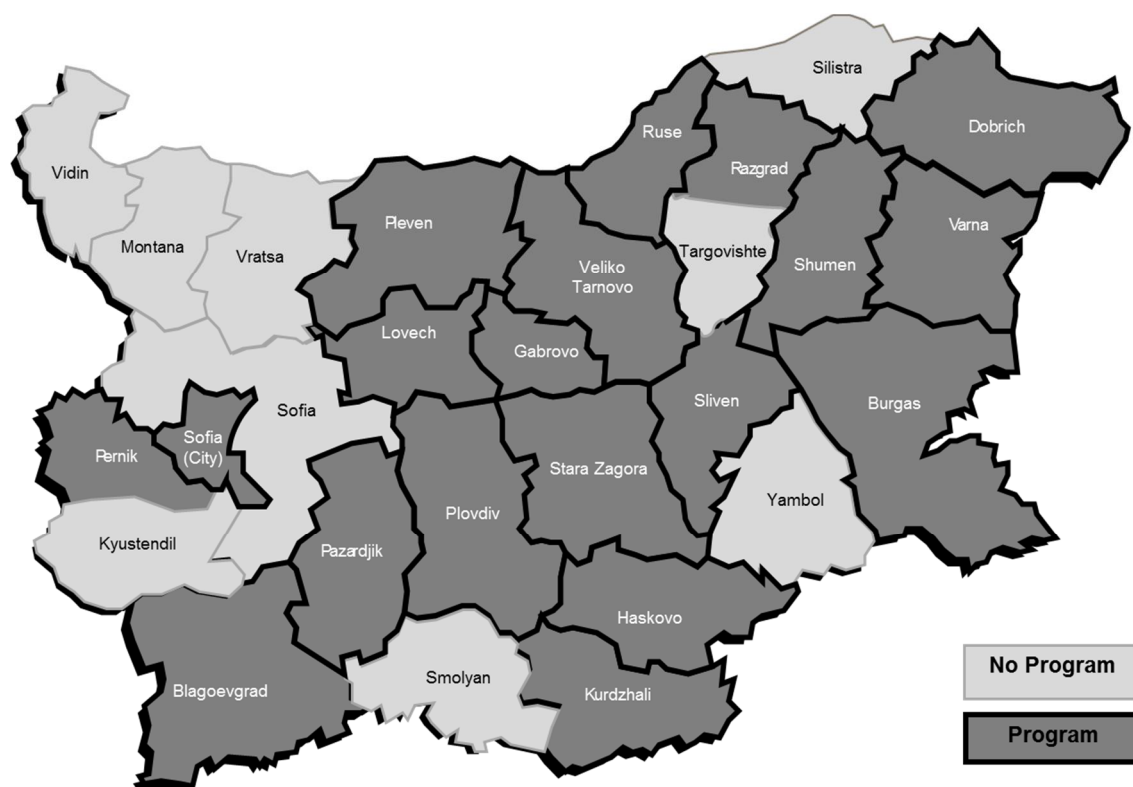 Silistra
Dobrich
Ruse
Razgrad
Vidin
Montana
Vratsa
Pleven
Veliko
Tarnovo
Targovishte
Shumen
Varna
Lovech
Gabrovo
Sliven
Burgas
Sofia
Sofia
(City)
Pernik
Stara Zagora
Yambol
Plovdiv
Kyustendil
Pazardjik
Haskovo
Smolyan
Blagoevgrad
Kurdzhali
No Program
Program